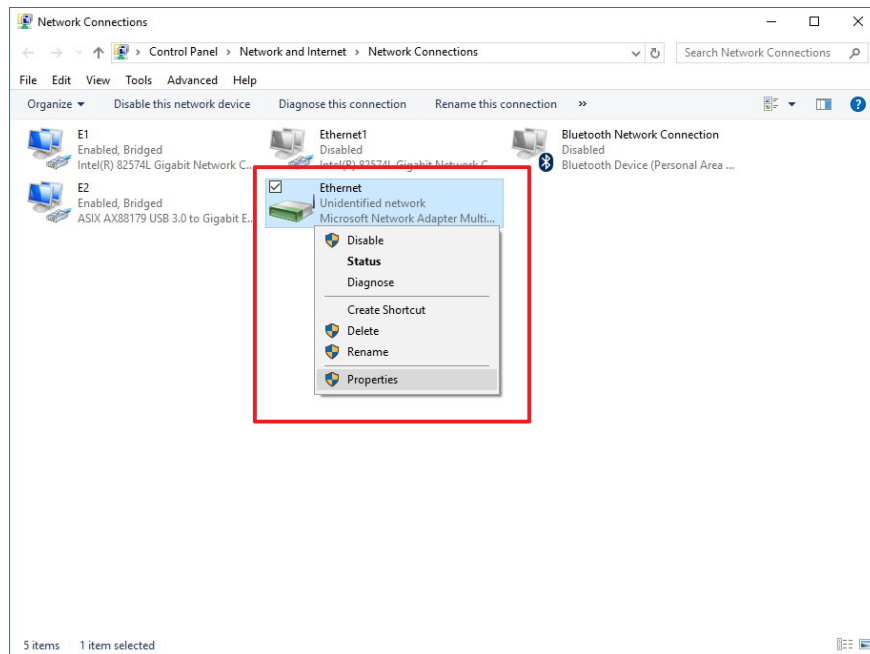 Network Connections
Control Panel > Network and Internet > Network Connections
Search Network Connections
File Edit View Tools Advanced Help
Organize Disable this network device Diagnose this connection Rename this connection »
E1
Enabled, Bridged
Intel(R) 82574L Gigabit Network C...
Ethernet1
Disabled
Intel(R) 82574L Gigabit Network C...
Bluetooth Network Connection
Disabled
Bluetooth Device (Personal Area ...
E2
Enabled, Bridged
ASIX AX88179 USB 3.0 to Gigabit E...
Ethernet
Unidentified network
Microsoft Network Adapter Multi...
Disable
Status
Diagnose
Create Shortcut
Delete
Rename
Properties
5 items 1 item selected